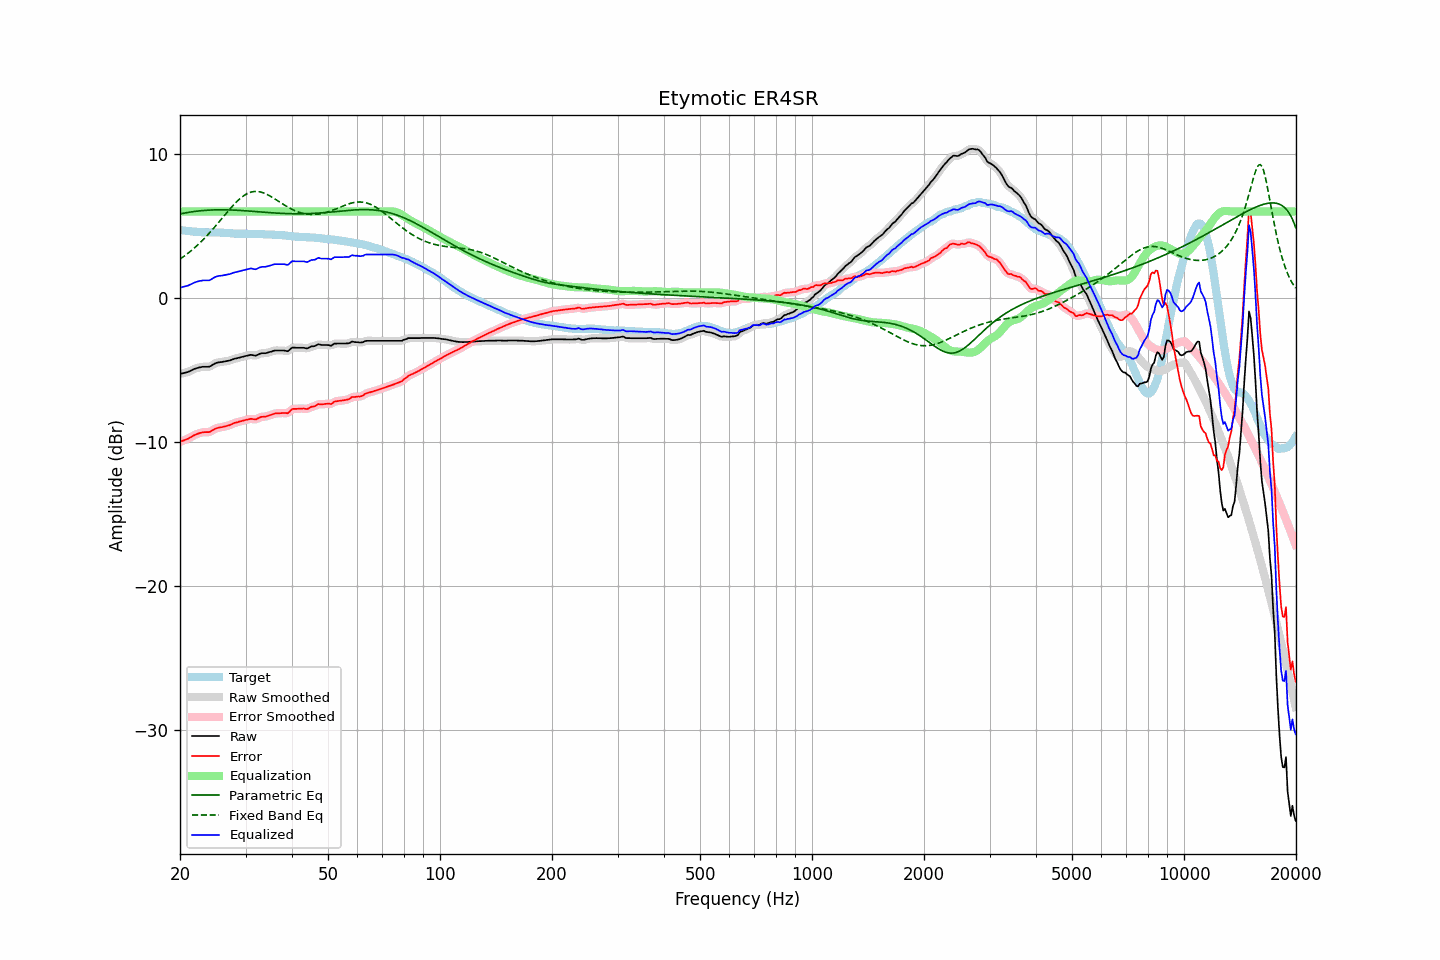 Etymotic ER4SR
Amplitude (dBr)
10
0
−10
−20
−30
Target
Raw Smoothed
Error Smoothed
Raw
Error
Equalization
Parametric Eq
Fixed Band Eq
Equalized
20 50 100 200 500 1000 2000 5000 10000 20000
Frequency (Hz)